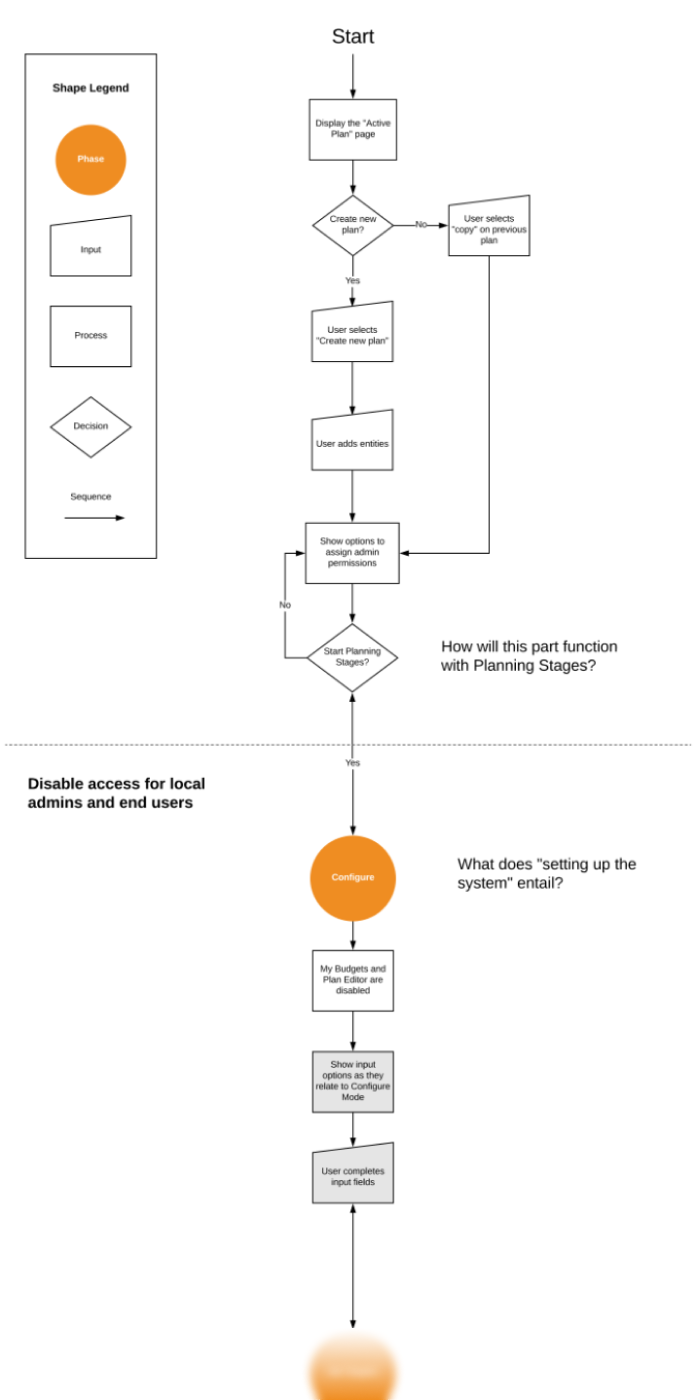 Start
Shape Legend
Phase
Input
Process
Decision
Sequence
Display the "Active
Plan" page
Create new
plan?
No
User selects
"copy" on previous
plan
Yes
User selects
"Create new plan"
User adds entities
Show options to
assign admin
permissions
No
Start Planning
Stages?
How will this part function
with Planning Stages?
Yes
Disable access for local
admins and end users
Configure
What does "setting up the
system" entail?
My Budgets and
Plan Editor are
disabled
Show input
options as they
relate to Configure
Mode
User completes
input fields